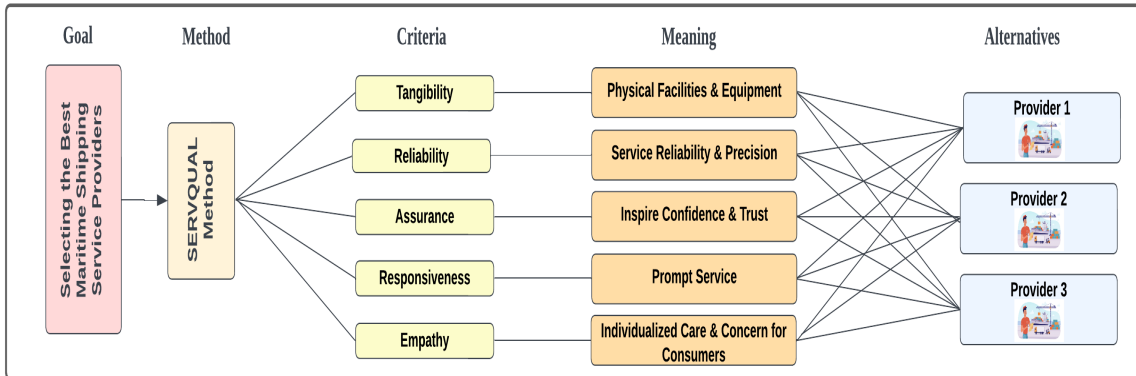 Goal
Method
Criteria
Meaning
Alternatives
Selecting the Best
Maritime Shipping
Service Providers
SERVQUAL
Method
Tangibility
Reliability
Assurance
Responsiveness
Empathy
Physical Facilities & Equipment
Service Reliability & Precision
Inspire Confidence & Trust
Prompt Service
Individualized Care & Concern for
Consumers
Provider 1
Provider 2
Provider 3